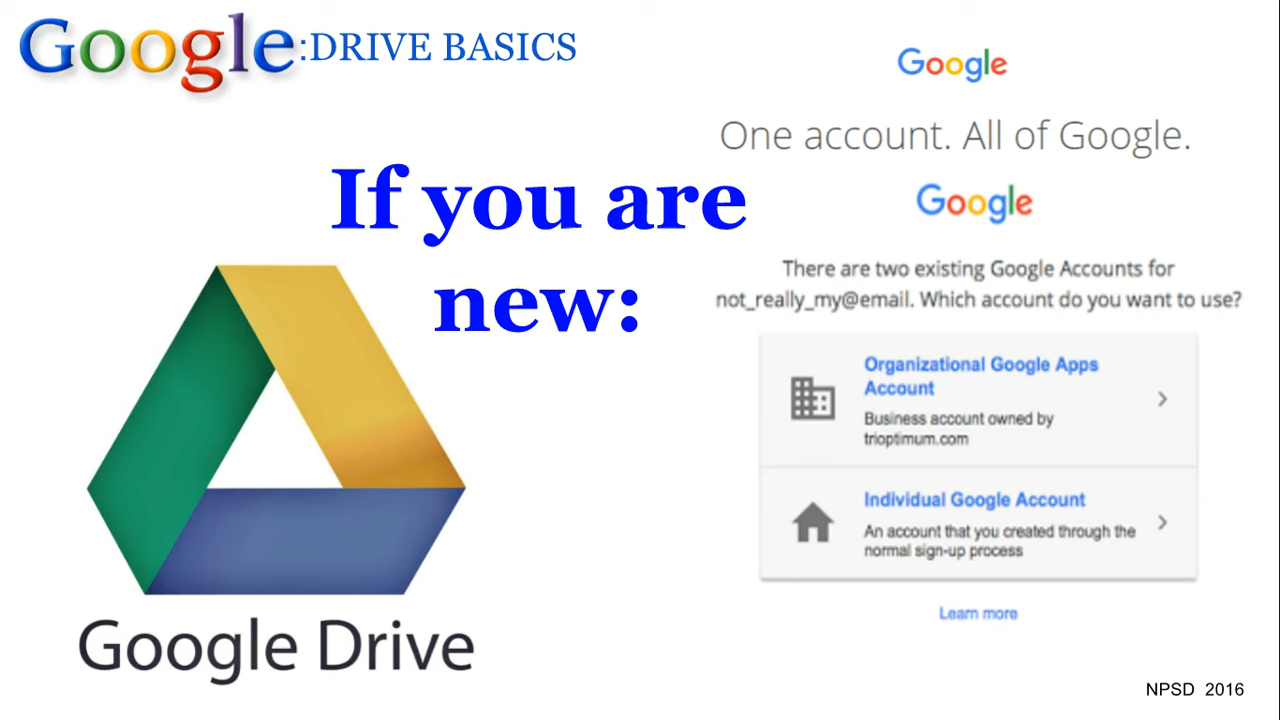 Google:DRIVE BASICS
If you are
new:
Google Drive
Google
One account. All of Google.
Google
There are two existing Google Accounts for
not_really_my@email. Which account do you want to use?
Organizational Google Apps
Account
Business account owned by
trioptimum.com
Individual Google Account
An account that you created through the
normal sign-up process
Learn more
NPSD 2016